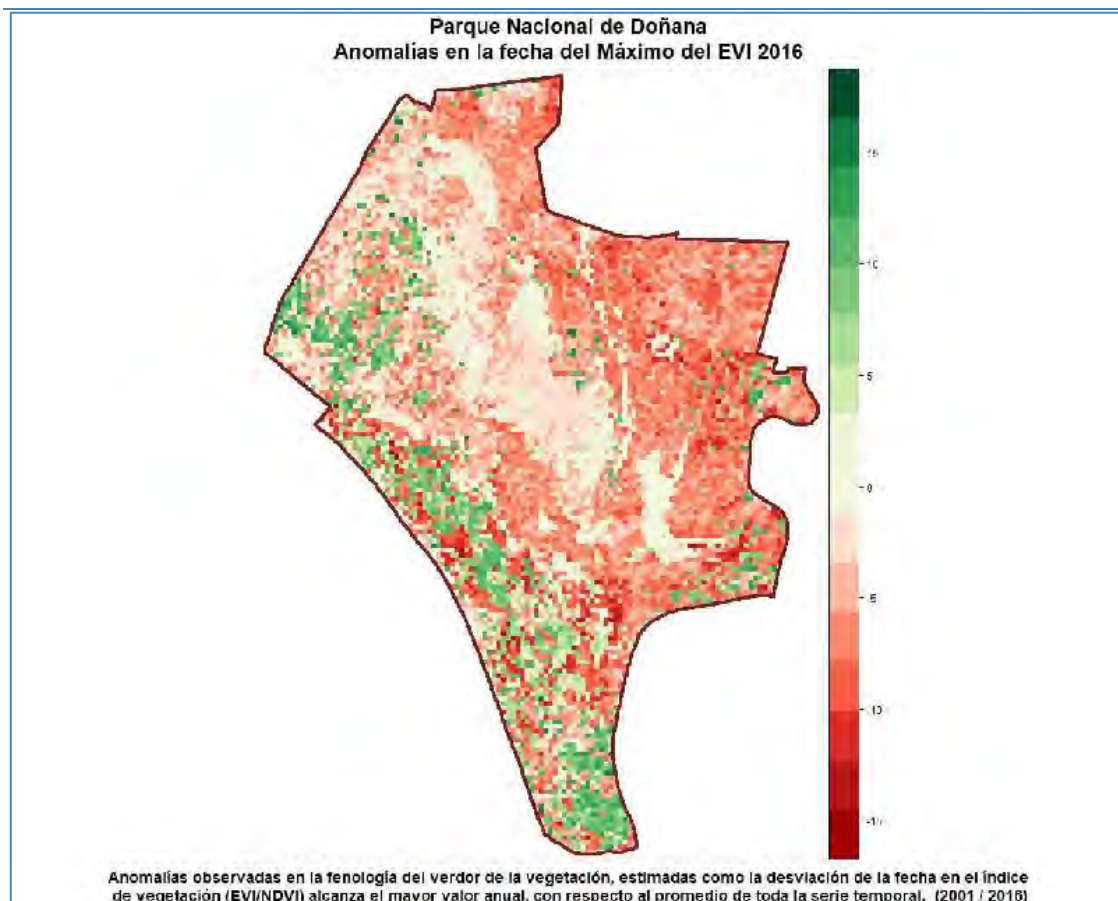 Parque Nacional de Doñana
Anomalías en la fecha del Máximo del EVI 2016
15
10
5
0
-5
-10
-15
Anomalías observadas en la fenología del verdor de la vegetación, estimadas como la desviación de la fecha en el índice
de vegetación (EVI/NDVI) alcanza el mayor valor anual, con respecto al promedio de toda la serie temporal. (2001 / 2016)